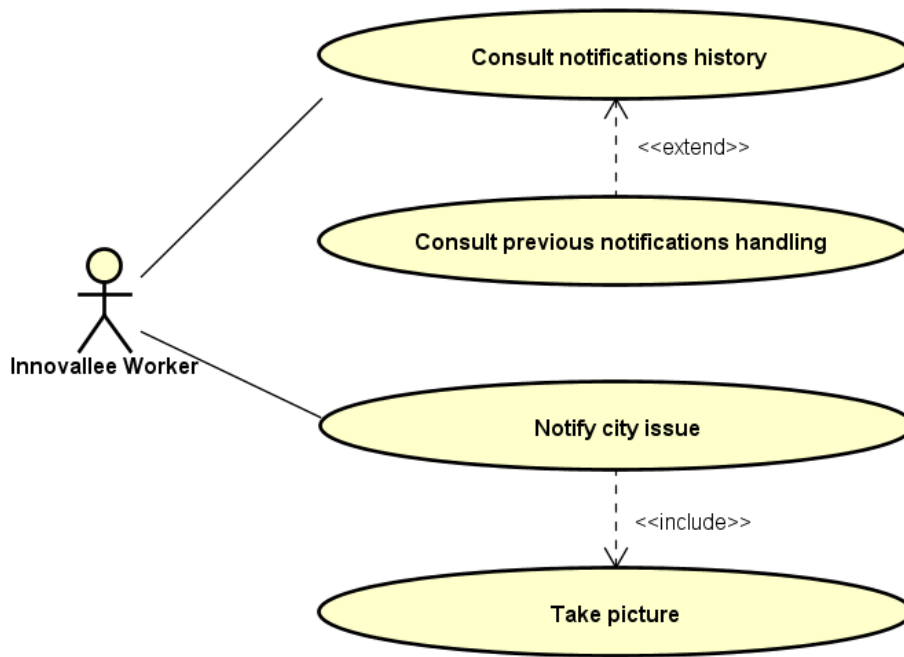 Consult notifications history
<<extend>>
Consult previous notifications handling
Innovallee Worker
Notify city issue
<<include>>
Take picture